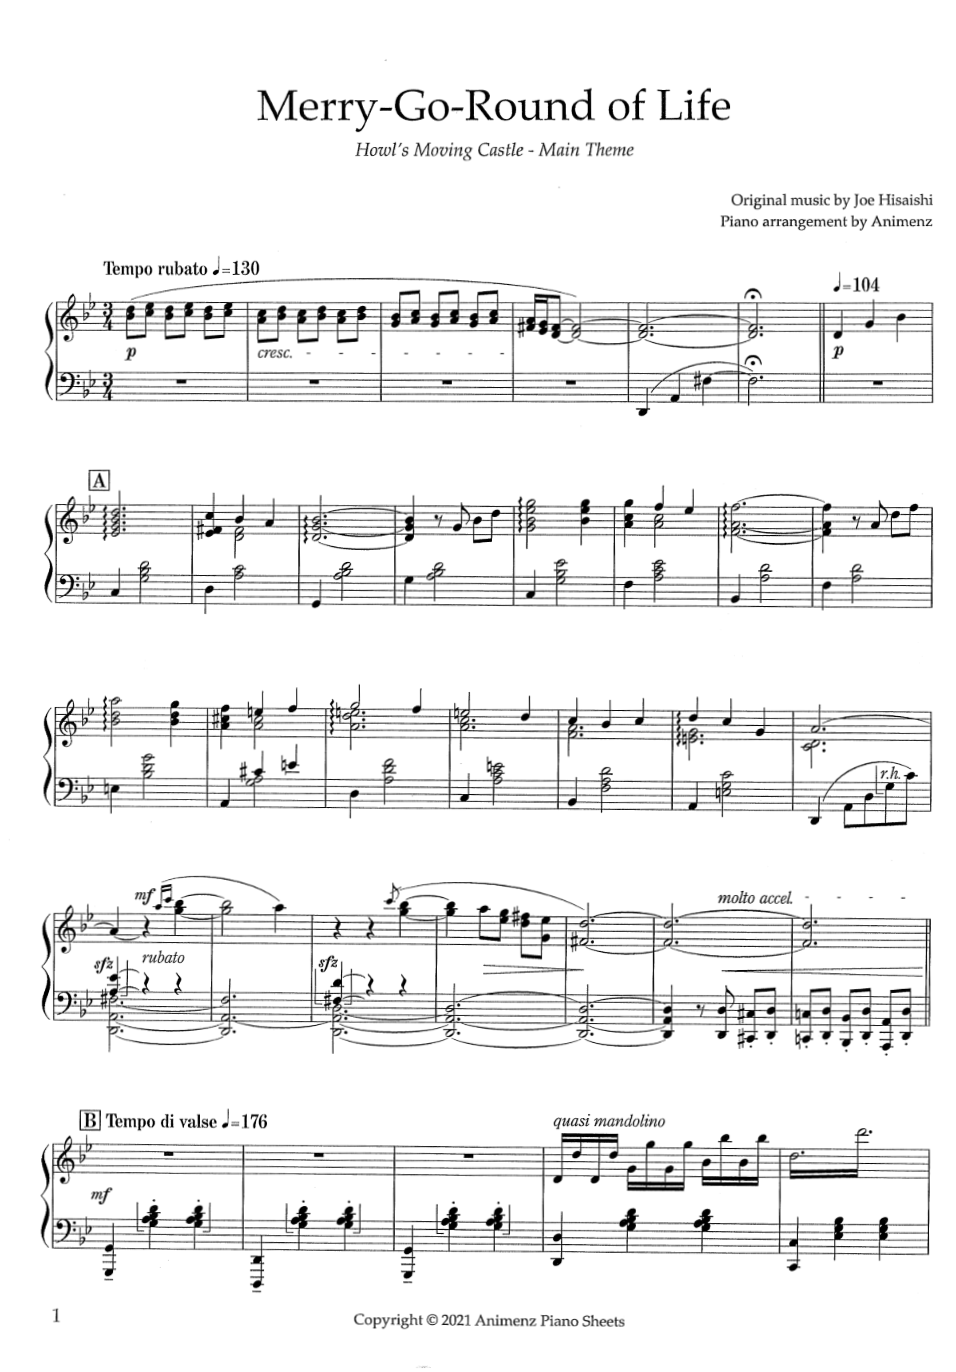 Merry-Go-Round of Life
Howl's Moving Castle - Main Theme
Original music by Joe Hisaishi
Piano arrangement by Animenz
Tempo rubato ♩=130
♩=104
p
cresc.
p
A
r.h.
mf
molto accel.
rubato
sfz
sfz
B Tempo di valse ♩=176
quasi mandolino
mf
1
Copyright © 2021 Animenz Piano Sheets